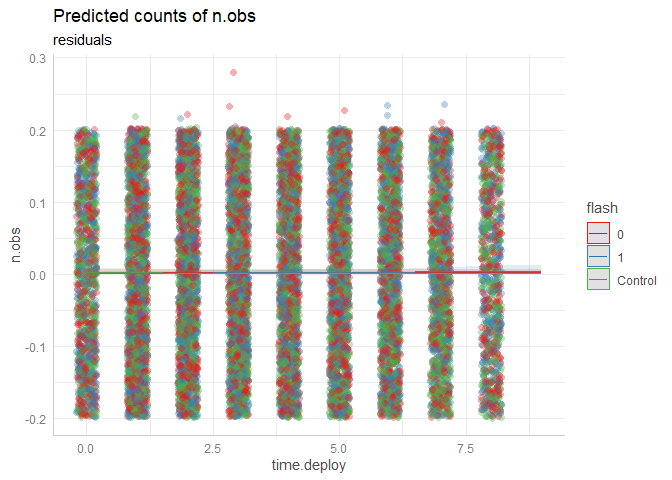 Predicted counts of n.obs
residuals
0.3
0.2
0.1
0.0
-0.1
-0.2
n.obs
0.0
2.5
5.0
7.5
time.deploy
flash
0
1
Control